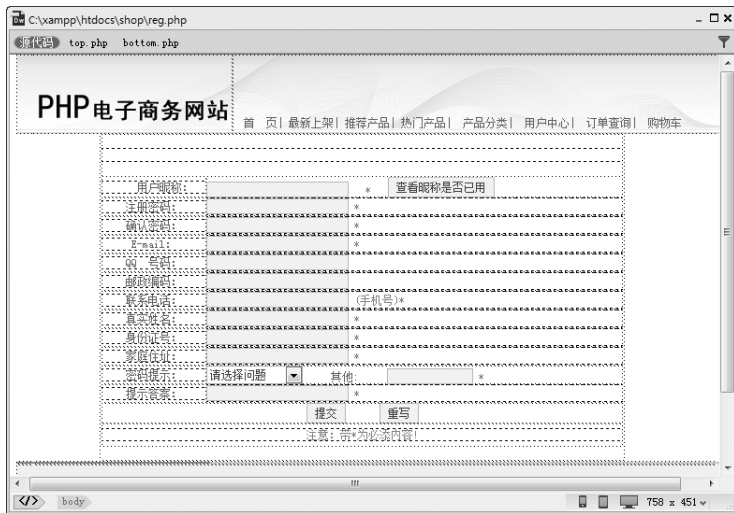 C:\xampp\htdocs\shop\reg.php
源代码 top.php bottom.php
PHP电子商务网站
首 页| 最新上架| 推荐产品| 热门产品| 产品分类| 用户中心| 订单查询| 购物车
用户昵称: * 查看昵称是否已用
注册密码: *
确认密码: *
E-mail: *
QQ 号码:
邮政编码:
联系电话: (手机号)*
真实姓名: *
身份证号: *
家庭住址: *
密码提示: 请选择问题 其他: *
提示答案: *
提交 重写
注意: 带*为必添内容!
body 758 x 451